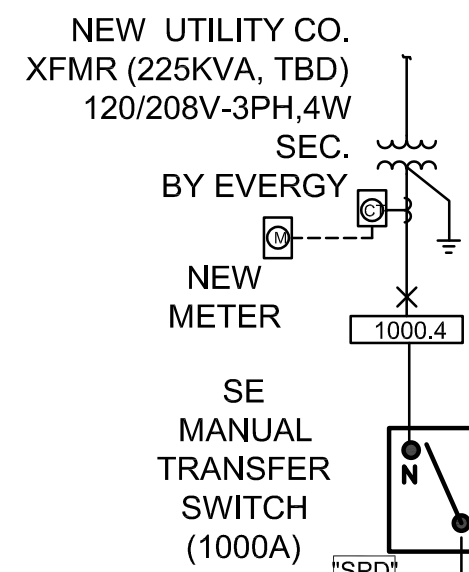 NEW UTILITY CO.
XFMR (225KVA, TBD)
120/208V-3PH,4W
SEC.
BY EVERGY
CT
M
NEW
METER
1000.4
SE
MANUAL
TRANSFER
SWITCH
(1000A)
N
"SPD"